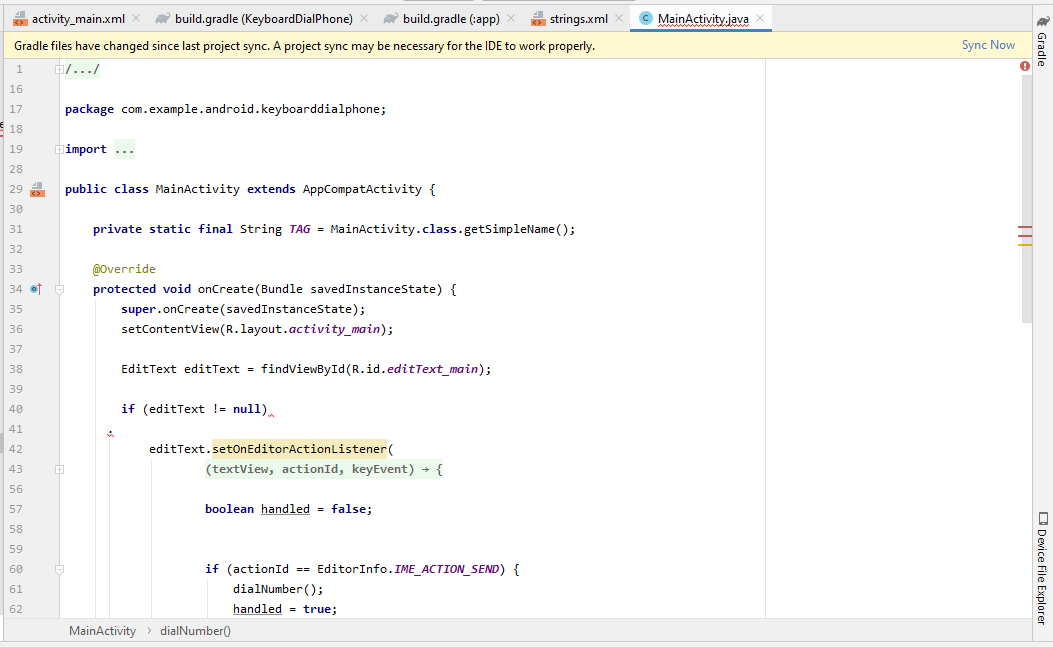 activity_main.xml × build.gradle (KeyboardDialPhone) × build.gradle (:app) × strings.xml × MainActivity.java ×
Gradle files have changed since last project sync. A project sync may be necessary for the IDE to work properly. Sync Now
1 /.../
16
17 package com.example.android.keyboarddialphone;
18
19 import ...
28
29 public class MainActivity extends AppCompatActivity {
30
31 private static final String TAG = MainActivity.class.getSimpleName();
32
33 @Override
34 protected void onCreate(Bundle savedInstanceState) {
35 super.onCreate(savedInstanceState);
36 setContentView(R.layout.activity_main);
37
38 EditText editText = findViewById(R.id.editText_main);
39
40 if (editText != null)
41 .
42 editText.setOnEditorActionListener(
43 (textView, actionId, keyEvent) → {
56
57 boolean handled = false;
58
59
60 if (actionId == EditorInfo.IME_ACTION_SEND) {
61 dialNumber();
62 handled = true;
MainActivity › dialNumber()
Gradle
Device File Explorer